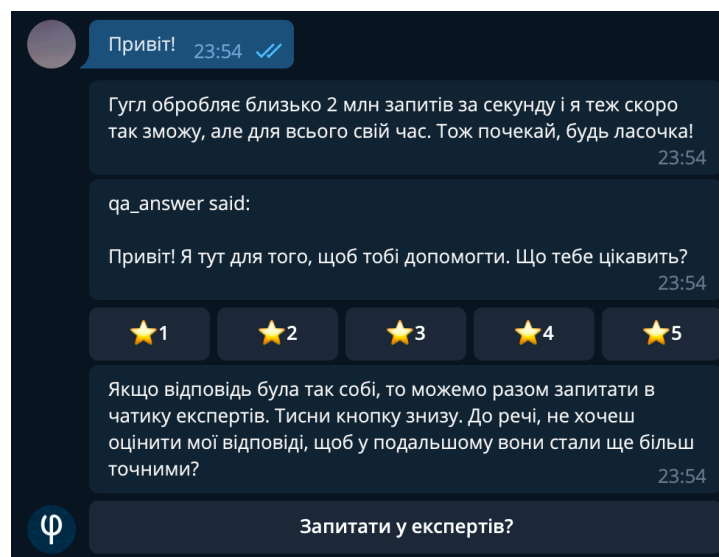 Привіт! 23:54
Гугл обробляє близько 2 млн запитів за секунду і я теж скоро
так зможу, але для всього свій час. Тож почекай, будь ласочка!
23:54
qa_answer said:
Привіт! Я тут для того, щоб тобі допомогти. Що тебе цікавить?
23:54
⭐1 ⭐2 ⭐3 ⭐4 ⭐5
Якщо відповідь була так собі, то можемо разом запитати в
чатику експертів. Тисни кнопку знизу. До речі, не хочеш
оцінити мої відповіді, щоб у подальшому вони стали ще більш
точними?
23:54
φ
Запитати у експертів?